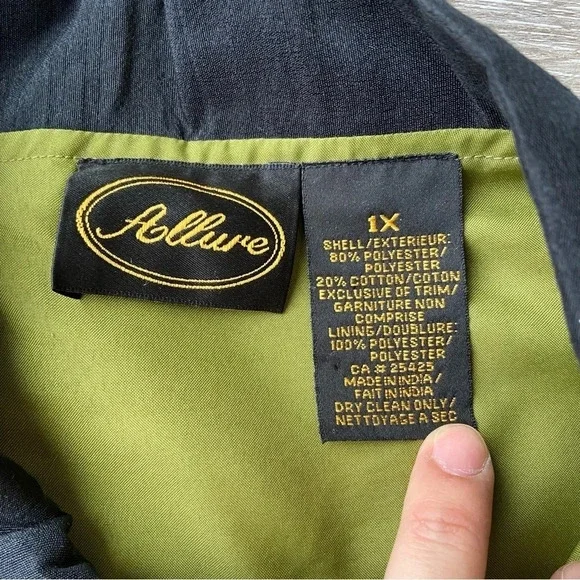 Allure
1X
SHELL/EXTERIEUR:
80% POLYESTER/
POLYESTER
20% COTTON/COTON
EXCLUSIVE OF TRIM/
GARNITURE NON
COMPRISE
LINING/DOUBLURE:
100% POLYESTER/
POLYESTER
CA # 25425
MADE IN INDIA/
FAIT IN INDIA
DRY CLEAN ONLY/
NETTOYAGE A SEC